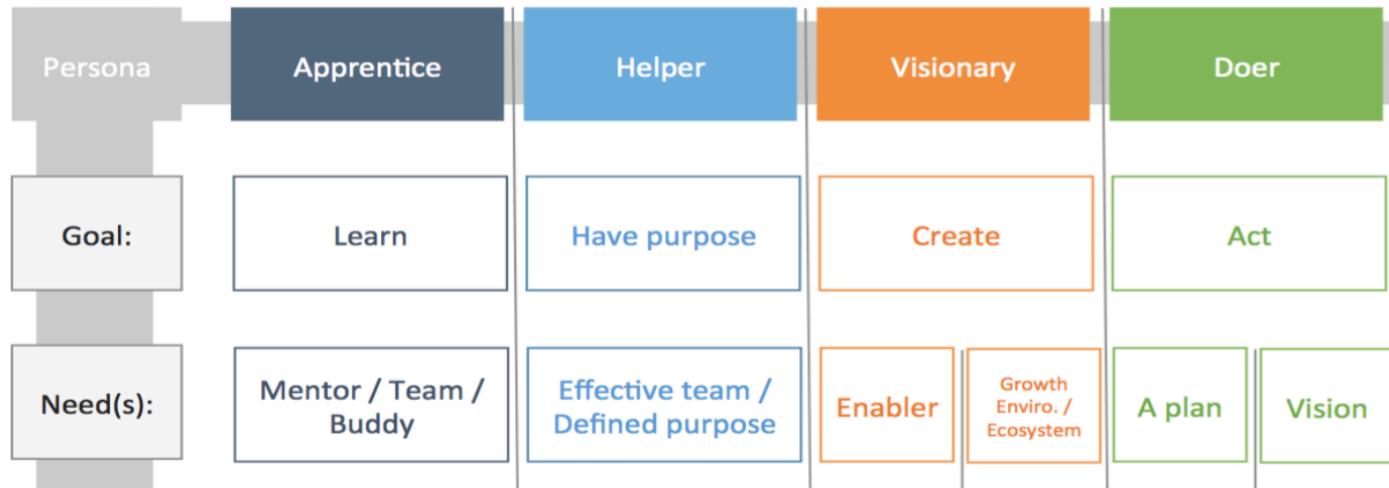 Persona
Apprentice
Helper
Visionary
Doer
Goal:
Learn
Have purpose
Create
Act
Need(s):
Mentor / Team /
Buddy
Effective team /
Defined purpose
Enabler
Growth
Enviro. /
Ecosystem
A plan
Vision